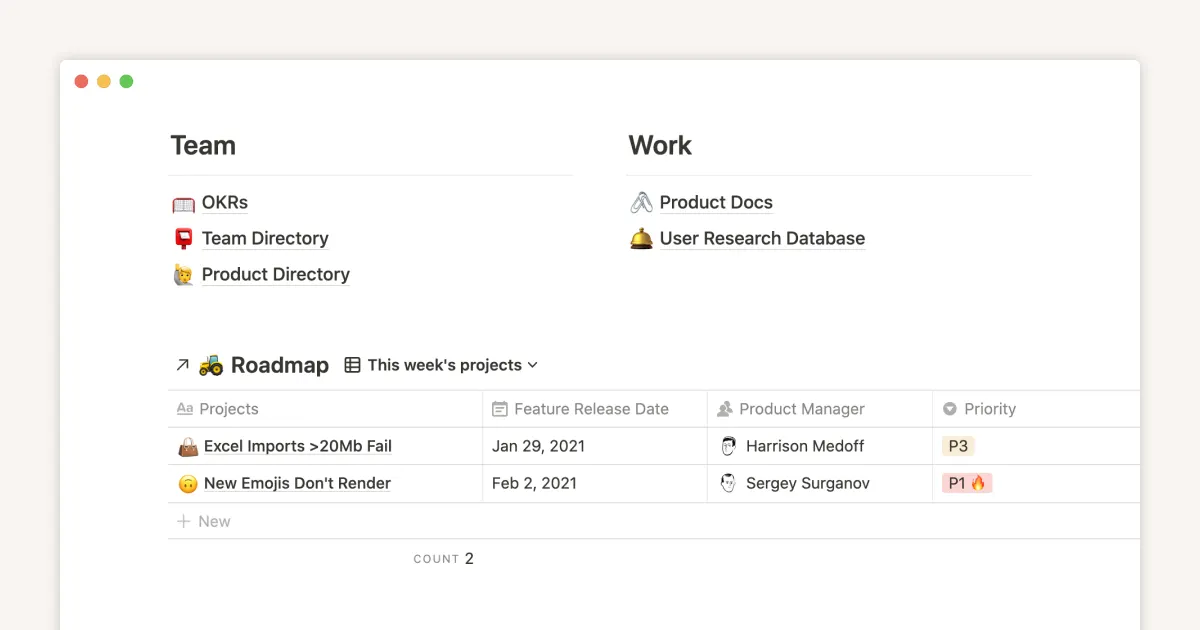 Team
OKRs
Team Directory
Product Directory
Work
Product Docs
User Research Database
Roadmap This week's projects
Aa Projects Feature Release Date Product Manager Priority
Excel Imports >20Mb Fail Jan 29, 2021 Harrison Medoff P3
New Emojis Don't Render Feb 2, 2021 Sergey Surganov P1 🔥
+ New
COUNT 2